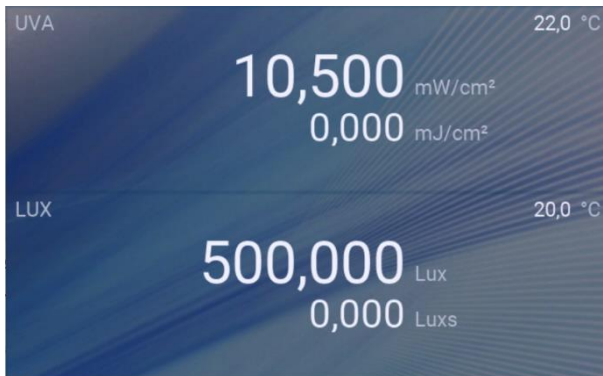 UVA 22,0 °C
10,500 mW/cm²
0,000 mJ/cm²
LUX 20,0 °C
500,000 Lux
0,000 Luxs